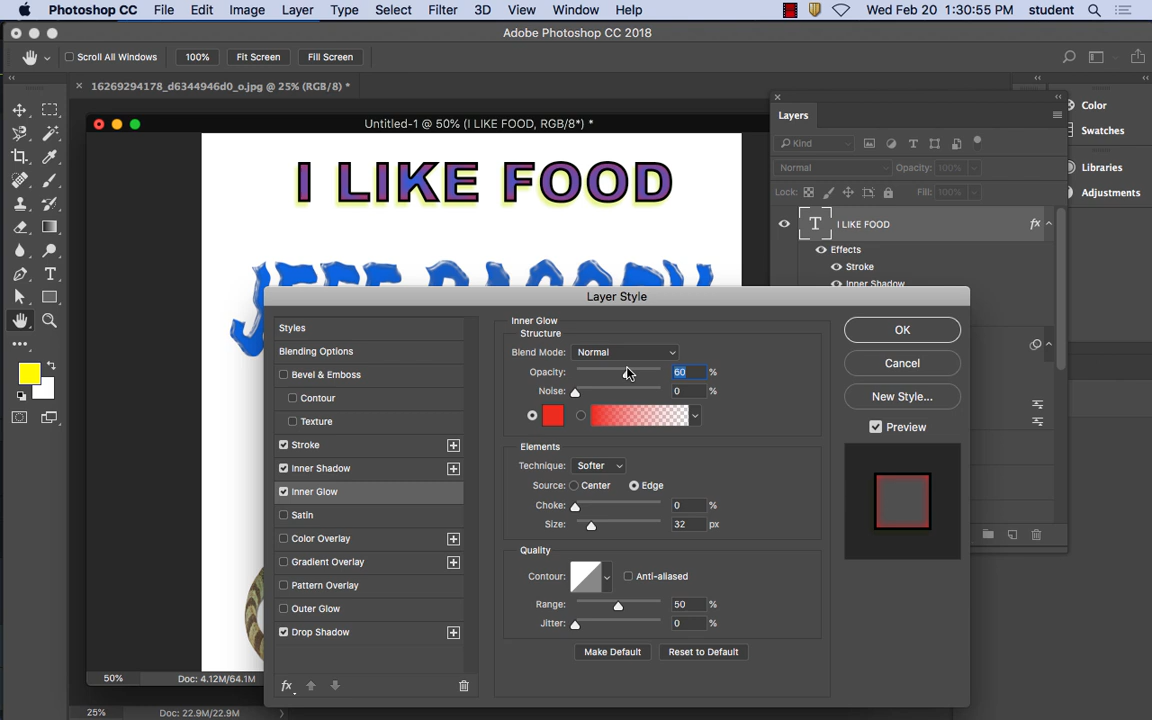 Photoshop CC File Edit Image Layer Type Select Filter 3D View Window Help Wed Feb 20 1:30:55 PM student
Adobe Photoshop CC 2018
Scroll All Windows 100% Fit Screen Fill Screen
16269294178_d6344946d0_o.jpg @ 25% (RGB/8) *
Untitled-1 @ 50% (I LIKE FOOD, RGB/8*) *
I LIKE FOOD
Layers
Kind
Normal Opacity: 100%
Lock: Fill: 100%
T I LIKE FOOD fx
Effects
Stroke
Inner Shadow
Color
Swatches
Libraries
Adjustments
Layer Style
Styles
Blending Options
Bevel & Emboss
Contour
Texture
Stroke
Inner Shadow
Inner Glow
Satin
Color Overlay
Gradient Overlay
Pattern Overlay
Outer Glow
Drop Shadow
fx
Inner Glow
Structure
Blend Mode: Normal
Opacity: 60 %
Noise: 0 %
Elements
Technique: Softer
Source: Center Edge
Choke: 0 %
Size: 32 px
Quality
Contour: Anti-aliased
Range: 50 %
Jitter: 0 %
Make Default Reset to Default
OK
Cancel
New Style...
Preview
50% Doc: 4.12M/64.1M
25% Doc: 22.9M/22.9M